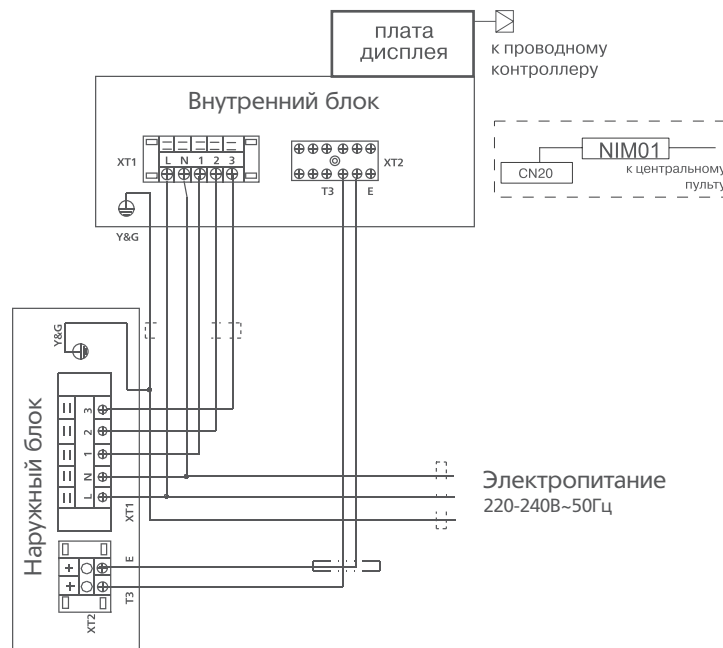 плата
дисплея
к проводному
контроллеру
Внутренний блок
XT1
L N 1 2 3
XT2
T3 E
Y&G
NIM01
CN20
к центральному
пульту
Наружный блок
Y&G
3
2
1
N
L
XT1
Электропитание
220-240В~50Гц
E
T3
XT2